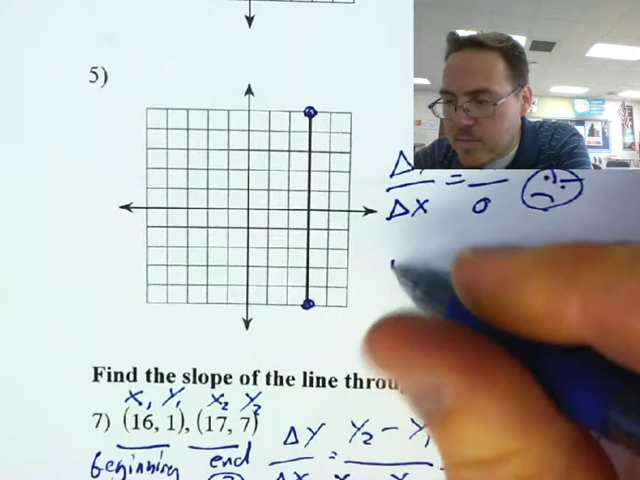 5)
Δ
ΔX = 0
Find the slope of the line throu
X₁ Y₁ X₂ Y₂
7) (16, 1), (17, 7)
beginning end
ΔY = Y₂ - Y₁
ΔX